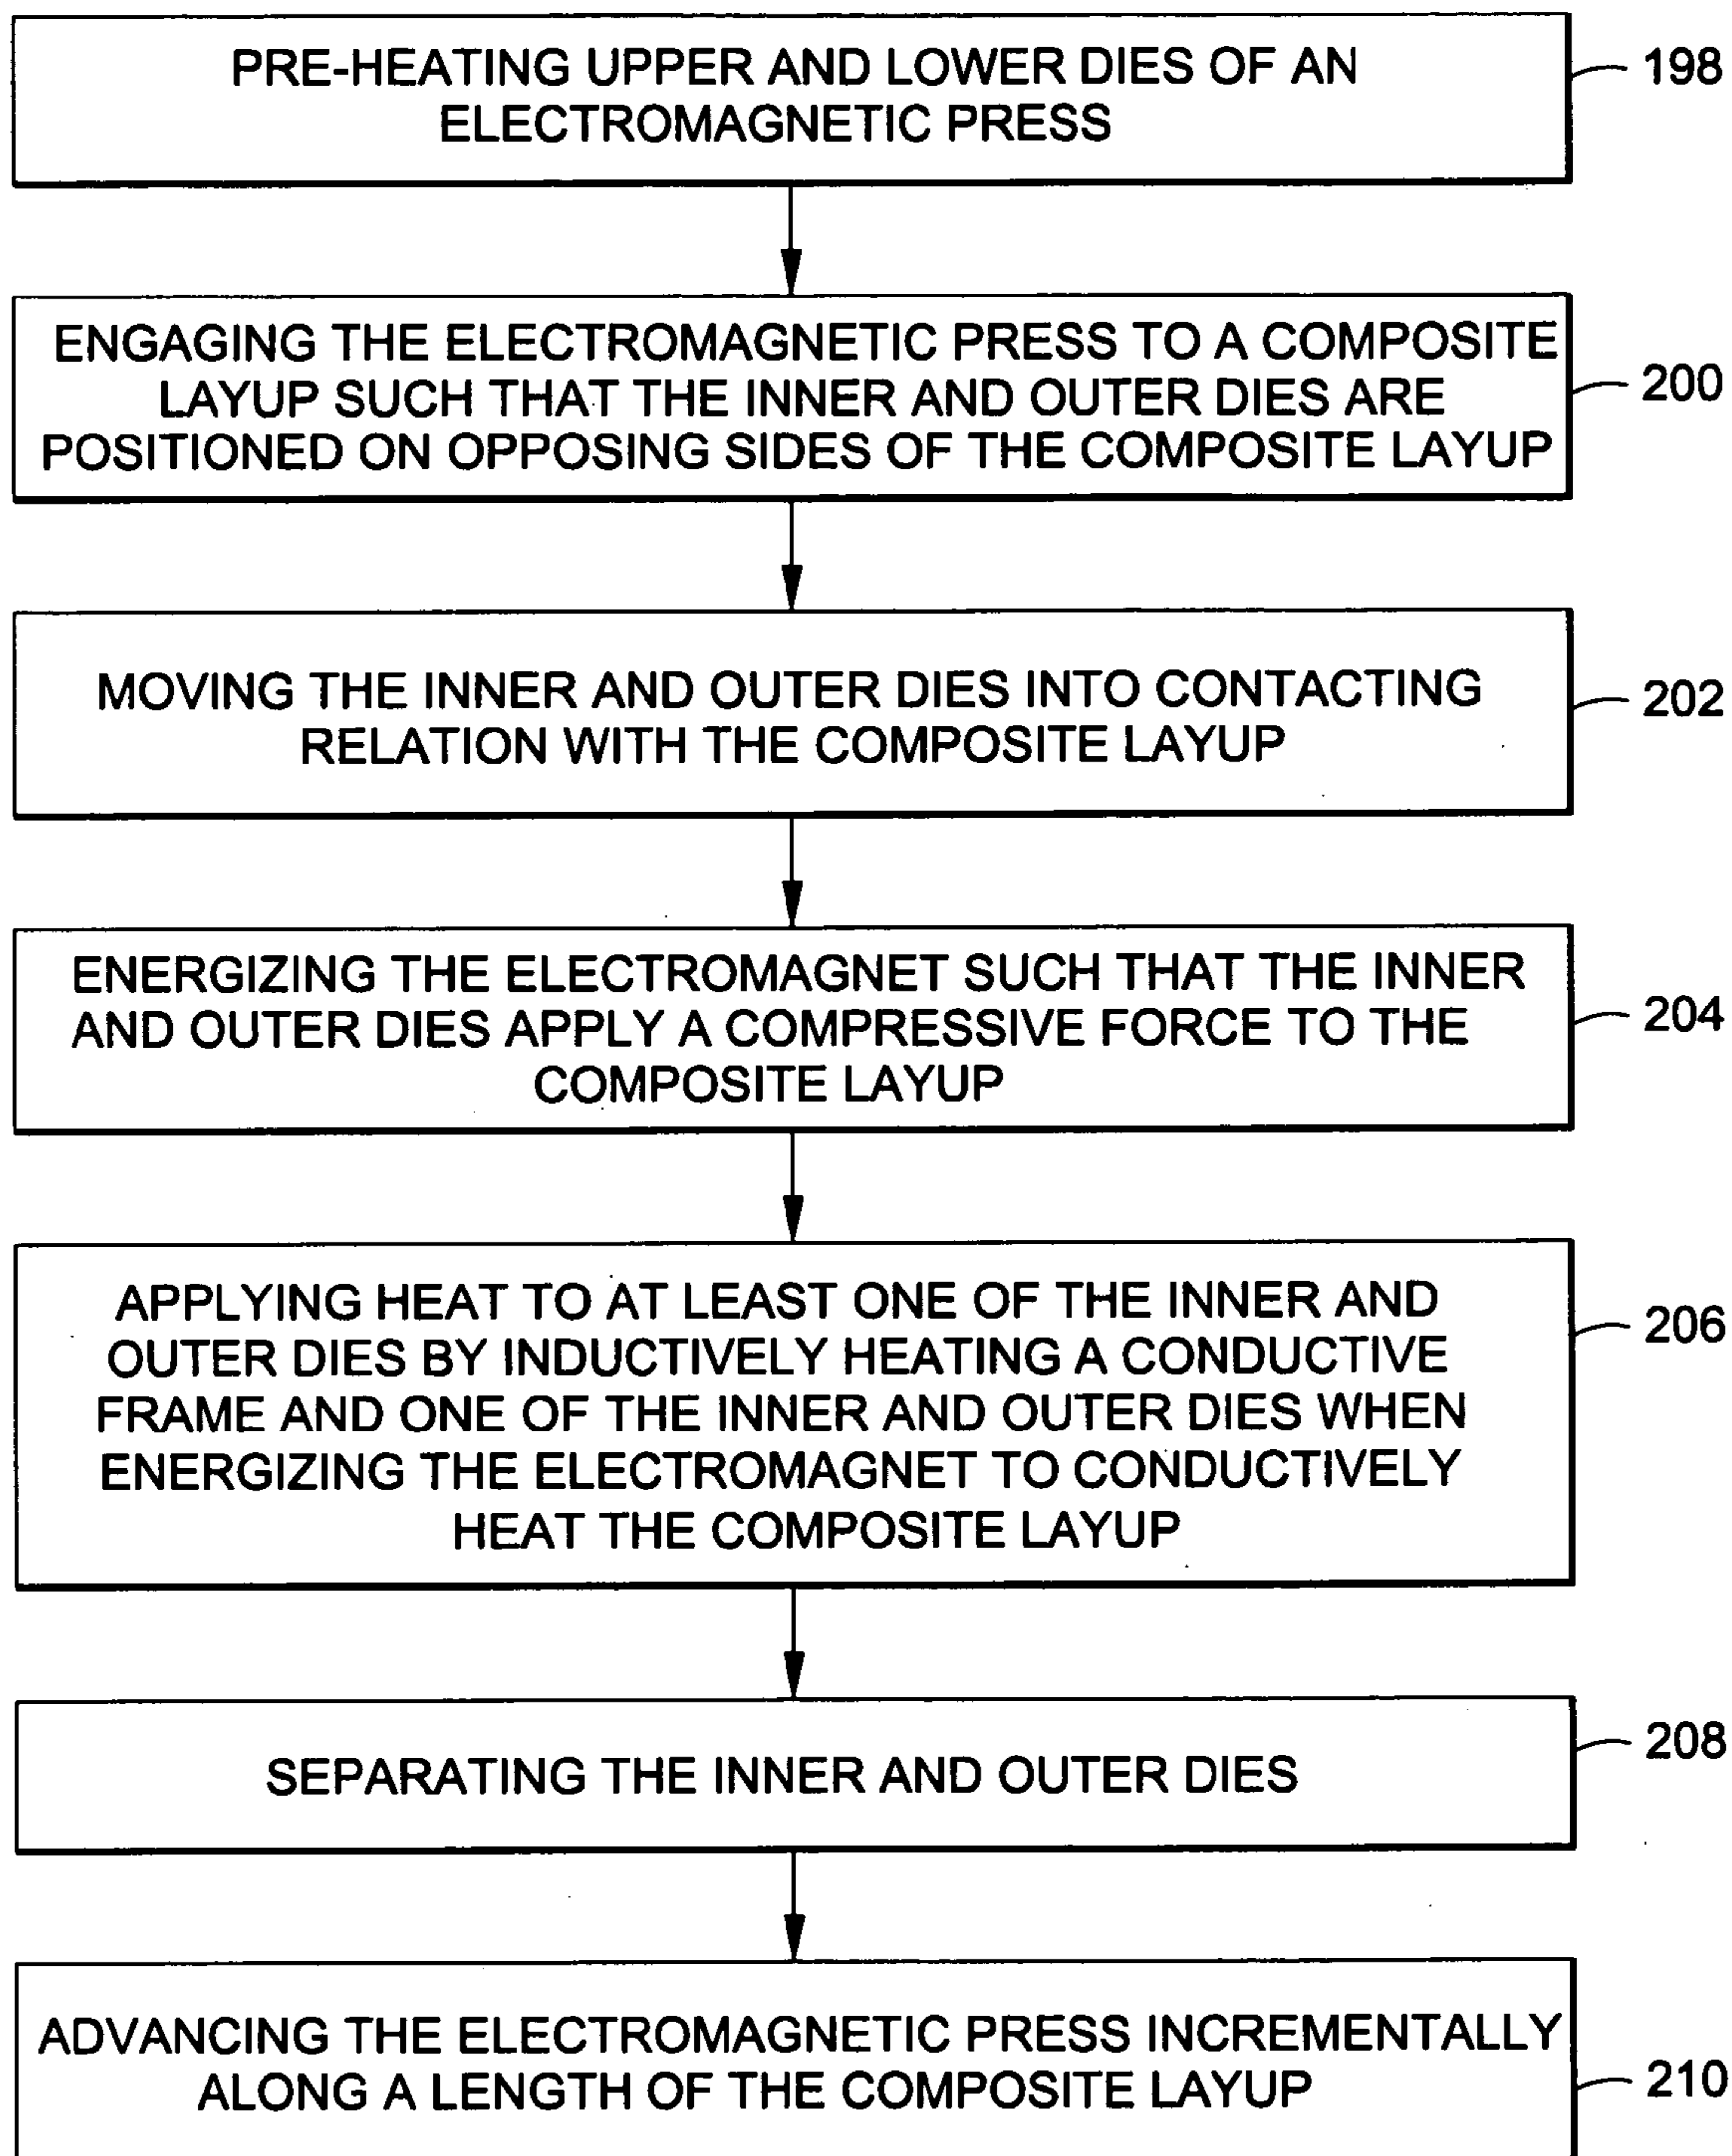 PRE-HEATING UPPER AND LOWER DIES OF AN
ELECTROMAGNETIC PRESS
198
ENGAGING THE ELECTROMAGNETIC PRESS TO A COMPOSITE
LAYUP SUCH THAT THE INNER AND OUTER DIES ARE
POSITIONED ON OPPOSING SIDES OF THE COMPOSITE LAYUP
200
MOVING THE INNER AND OUTER DIES INTO CONTACTING
RELATION WITH THE COMPOSITE LAYUP
202
ENERGIZING THE ELECTROMAGNET SUCH THAT THE INNER
AND OUTER DIES APPLY A COMPRESSIVE FORCE TO THE
COMPOSITE LAYUP
204
APPLYING HEAT TO AT LEAST ONE OF THE INNER AND
OUTER DIES BY INDUCTIVELY HEATING A CONDUCTIVE
FRAME AND ONE OF THE INNER AND OUTER DIES WHEN
ENERGIZING THE ELECTROMAGNET TO CONDUCTIVELY
HEAT THE COMPOSITE LAYUP
206
SEPARATING THE INNER AND OUTER DIES
208
ADVANCING THE ELECTROMAGNETIC PRESS INCREMENTALLY
ALONG A LENGTH OF THE COMPOSITE LAYUP
210